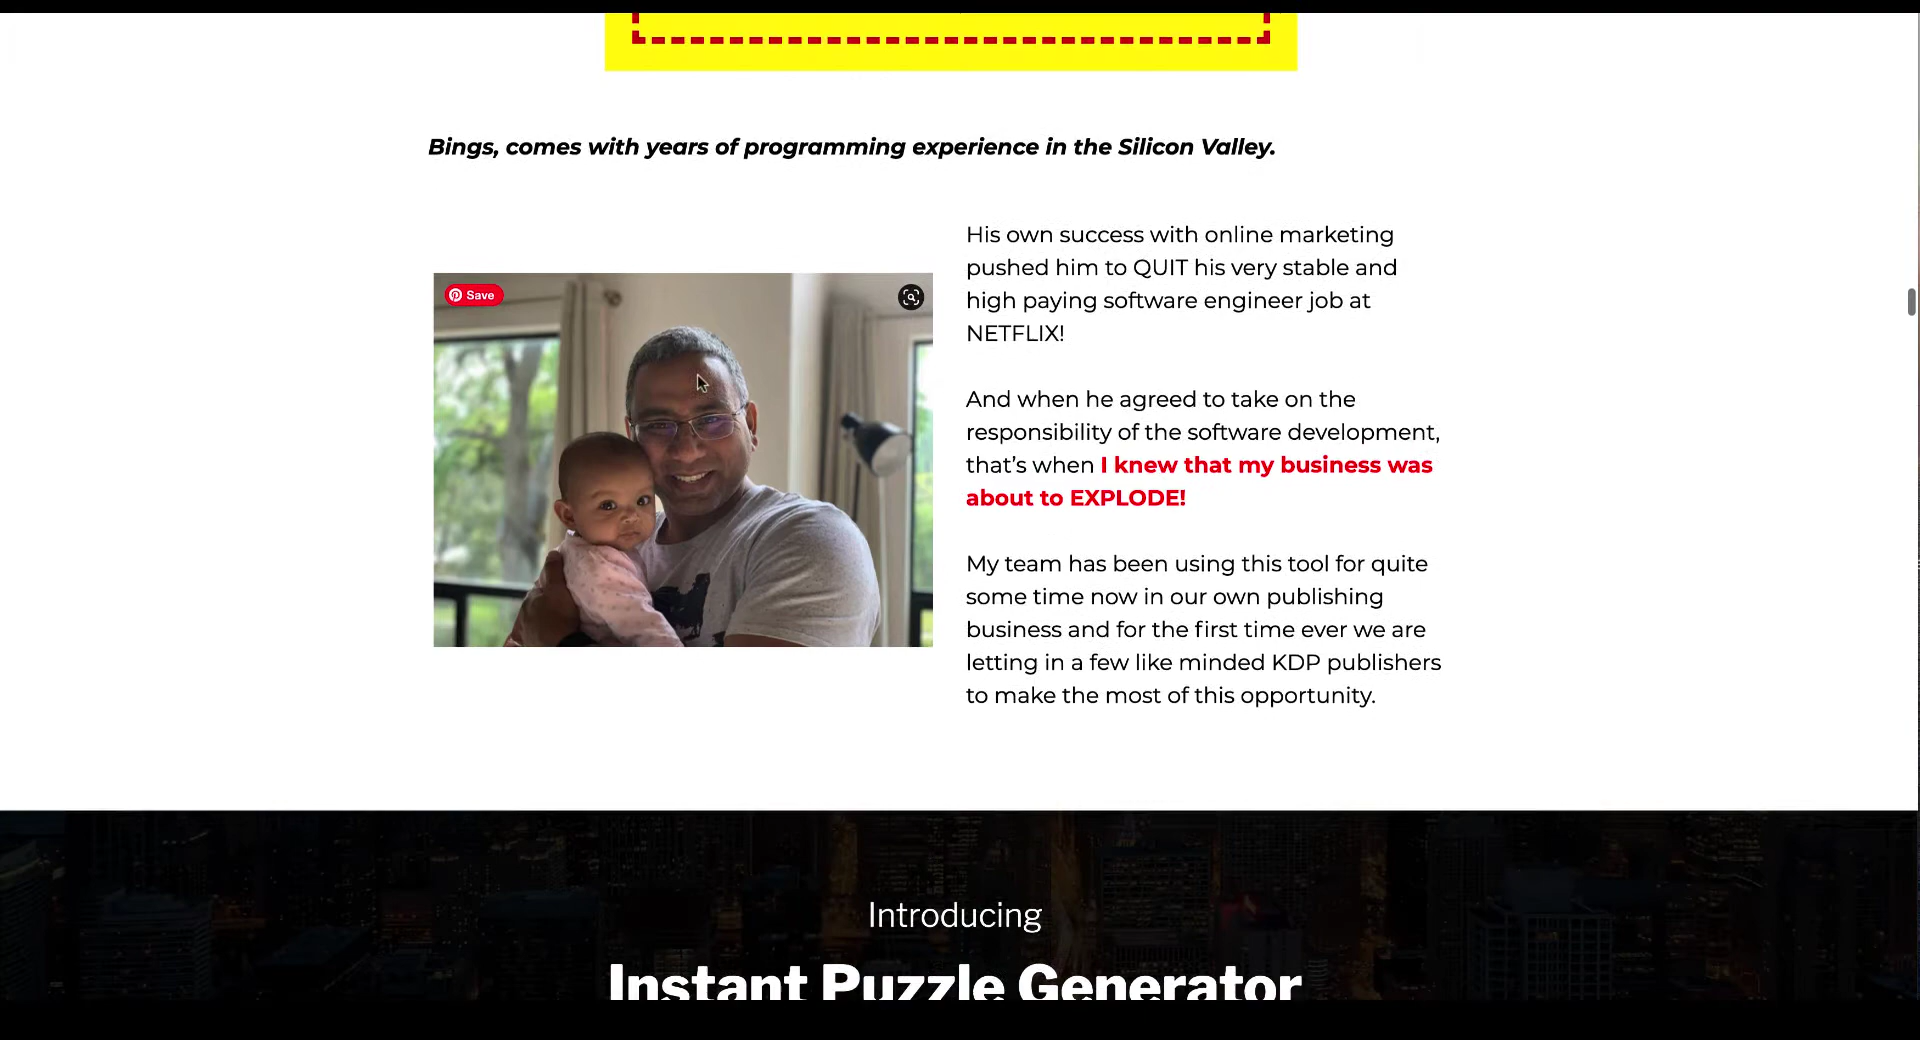 Bings, comes with years of programming experience in the Silicon Valley.
Save
His own success with online marketing
pushed him to QUIT his very stable and
high paying software engineer job at
NETFLIX!
And when he agreed to take on the
responsibility of the software development,
that’s when I knew that my business was
about to EXPLODE!
My team has been using this tool for quite
some time now in our own publishing
business and for the first time ever we are
letting in a few like minded KDP publishers
to make the most of this opportunity.
Introducing
Instant Puzzle Generator